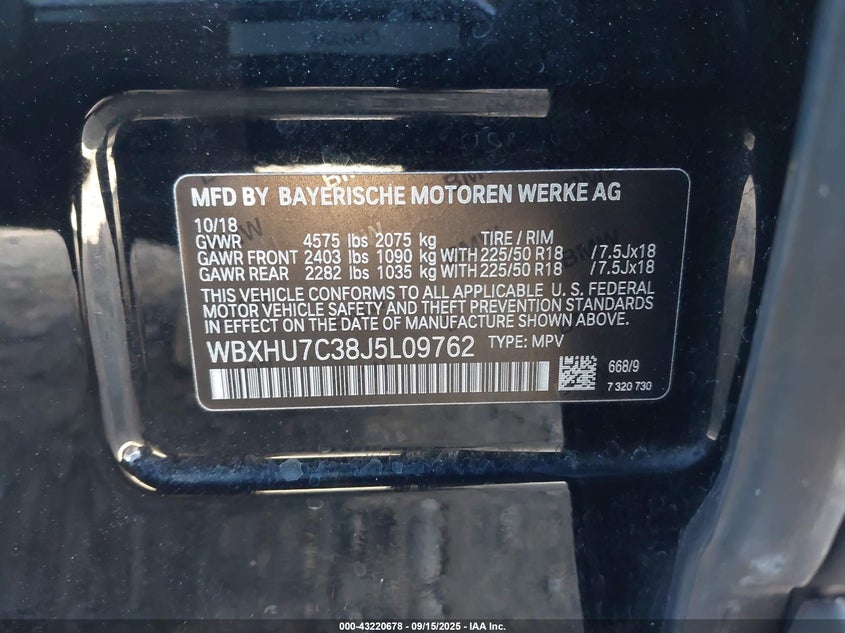 MFD BY BAYERISCHE MOTOREN WERKE AG
10/18
GVWR 4575 lbs 2075 kg TIRE / RIM
GAWR FRONT 2403 lbs 1090 kg WITH 225/50 R18 / 7.5Jx18
GAWR REAR 2282 lbs 1035 kg WITH 225/50 R18 / 7.5Jx18
THIS VEHICLE CONFORMS TO ALL APPLICABLE U. S. FEDERAL
MOTOR VEHICLE SAFETY AND THEFT PREVENTION STANDARDS
IN EFFECT ON THE DATE OF MANUFACTURE SHOWN ABOVE.
WBXHU7C38J5L09762 TYPE: MPV
668/9
7 320 730
000-43220678 - 09/15/2025 - IAA Inc.